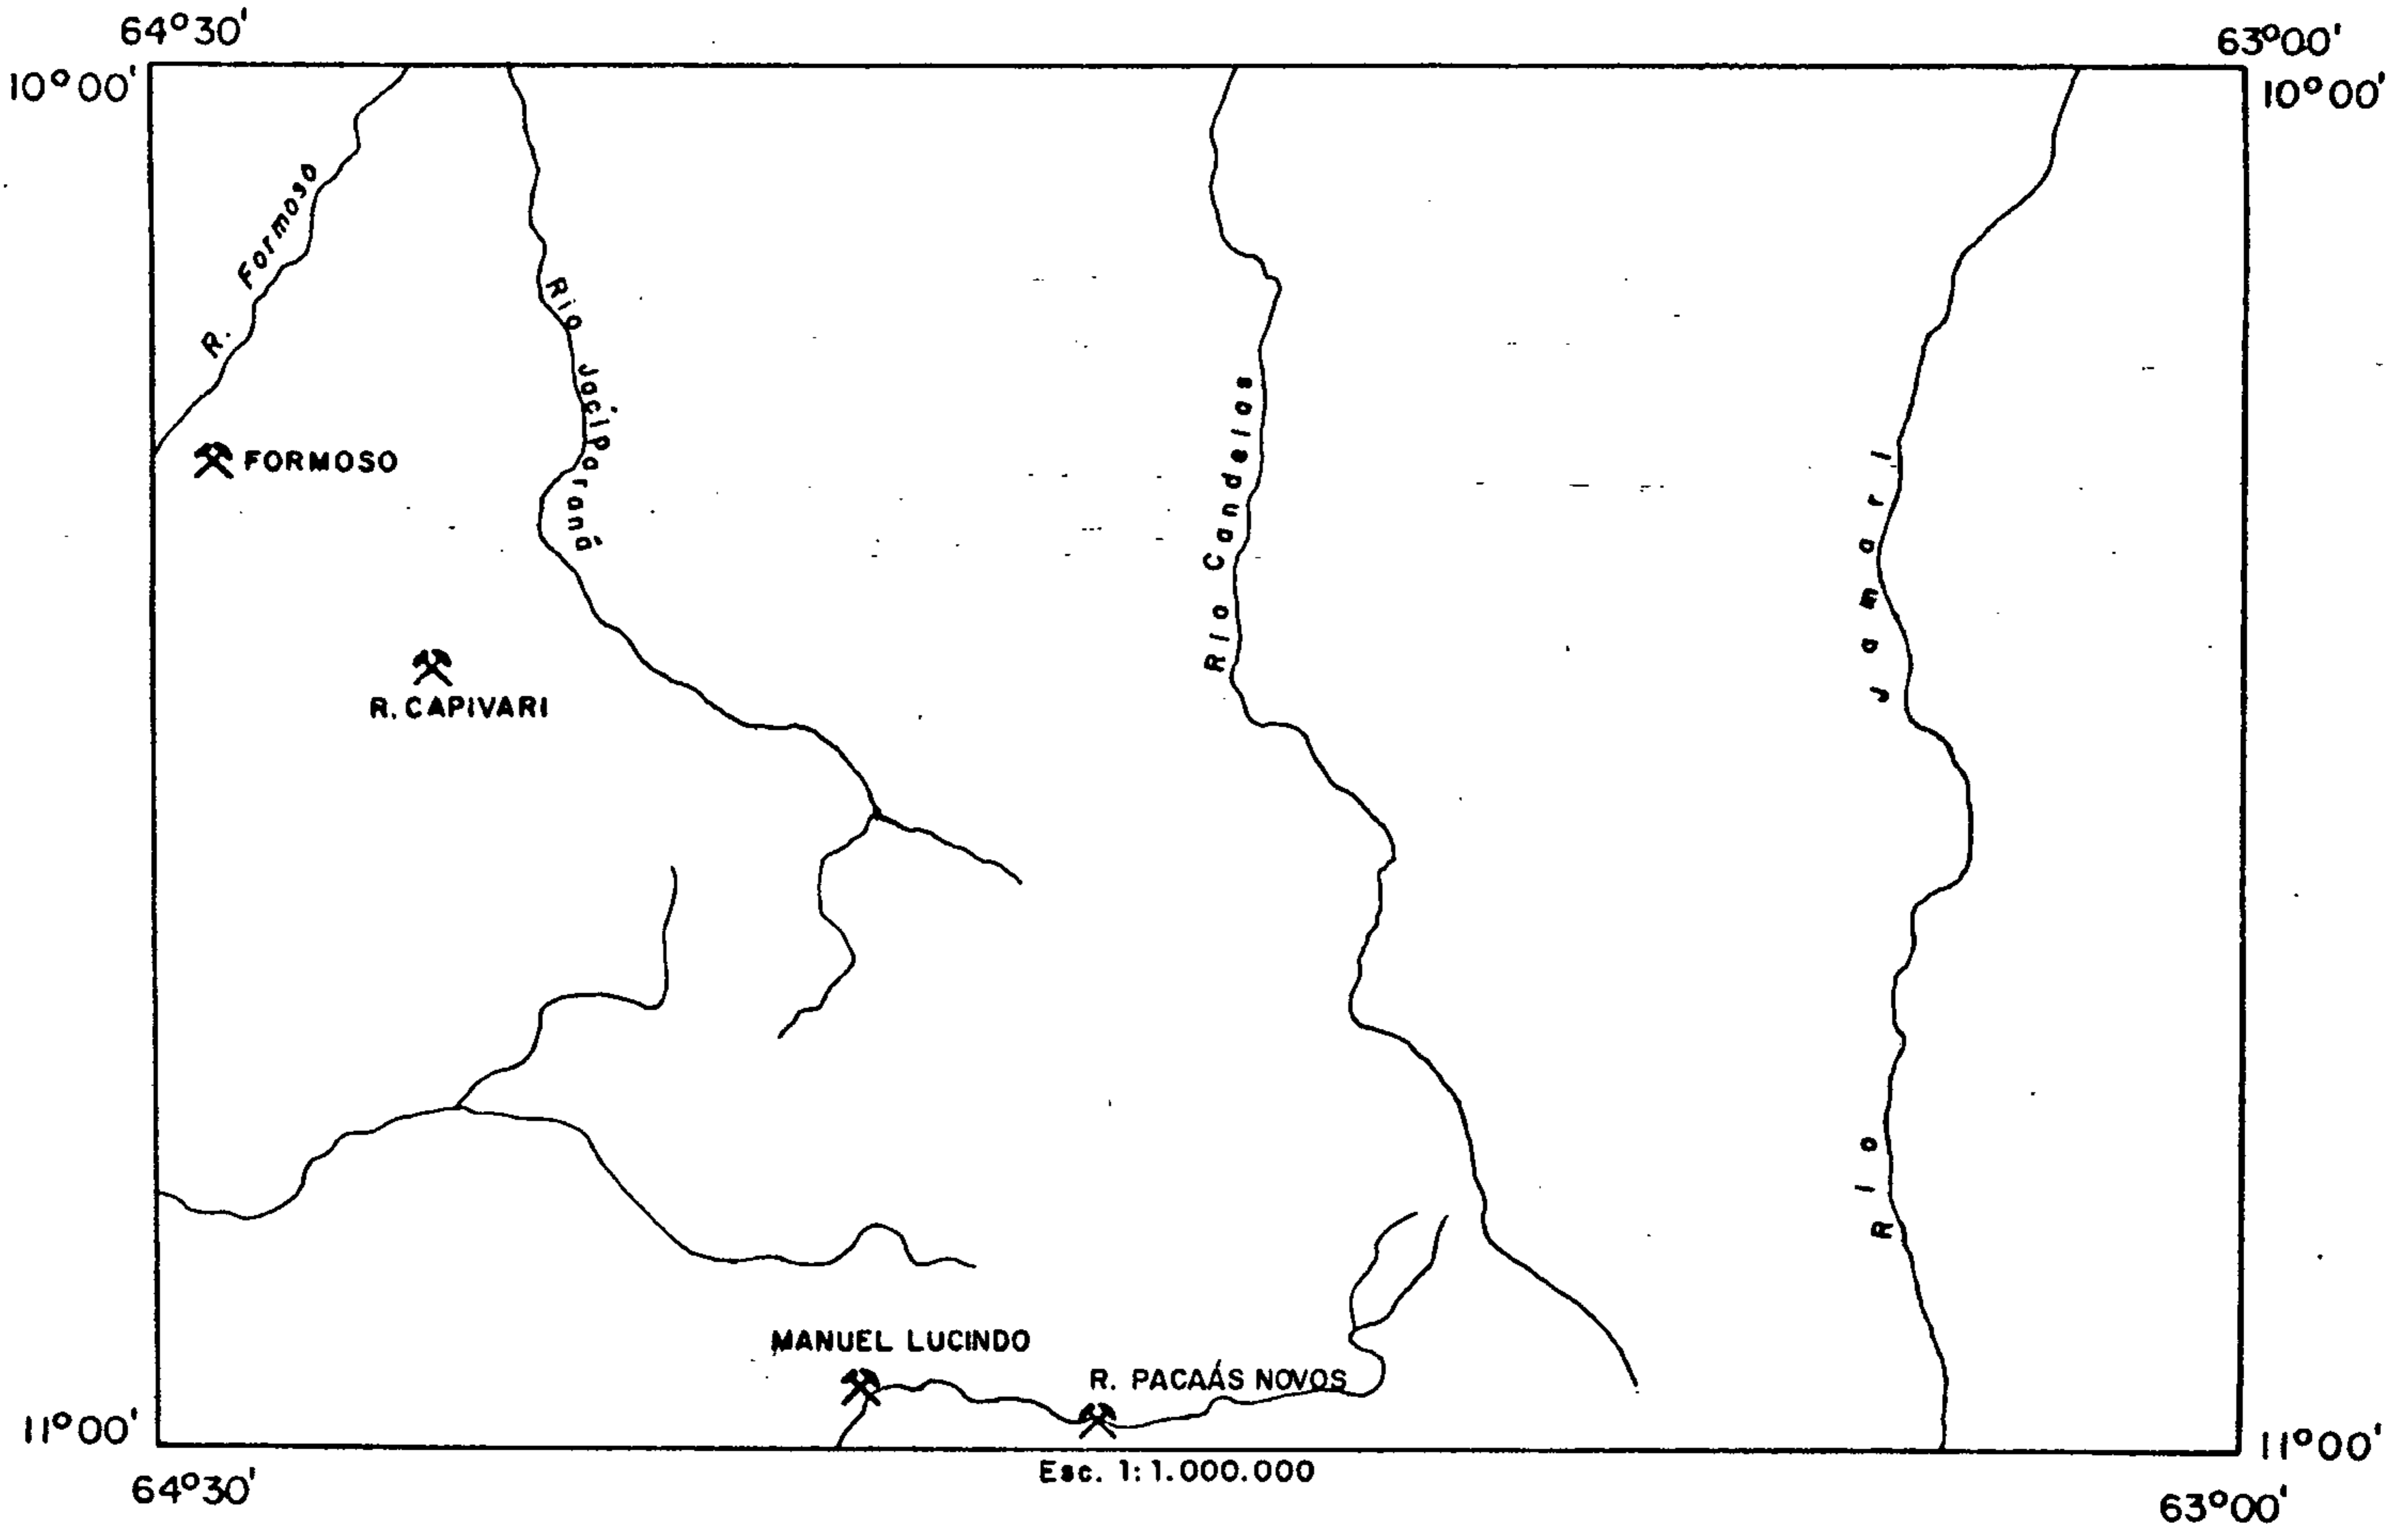 64°30'
63°00'
10°00'
10°00'
R. Formoso
Rio Jaciparaná
Rio Candeias
Rio Jamari
FORMOSO
R. CAPIVARI
MANUEL LUCINDO
R. PACAÁS NOVOS
11°00'
11°00'
Esc. 1:1.000.000
64°30'
63°00'